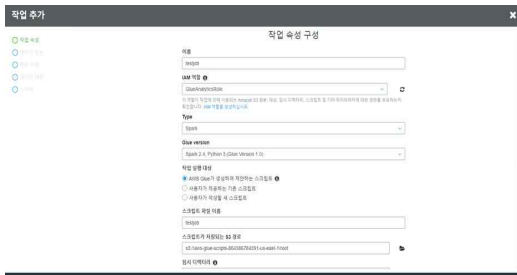 작업 추가
작업 속성
작업 속성 구성
이름
testjob
IAM 역할
GlueAnalyticsRole
Type
Spark
Glue version
Spark 2.4, Python 3 (Glue Version 1.0)
작업 실행 대상
AWS Glue가 생성하여 제안하는 스크립트
사용자가 제공하는 기존 스크립트
사용자가 작성할 새 스크립트
스크립트 파일 이름
testjob
스크립트가 저장되는 S3 경로
임시 디렉터리